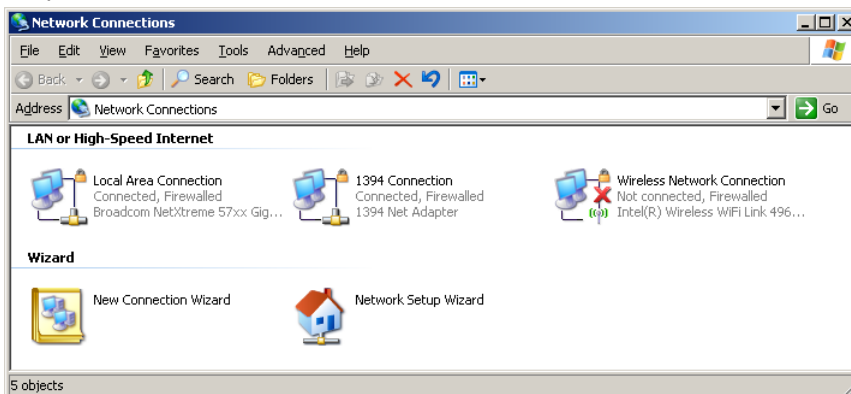 Network Connections
File Edit View Favorites Tools Advanced Help
Back Search Folders
Address Network Connections Go
LAN or High-Speed Internet
Local Area Connection
Connected, Firewalled
Broadcom NetXtreme 57xx Gig...
1394 Connection
Connected, Firewalled
1394 Net Adapter
Wireless Network Connection
Not connected, Firewalled
Intel(R) Wireless WiFi Link 496...
Wizard
New Connection Wizard
Network Setup Wizard
5 objects